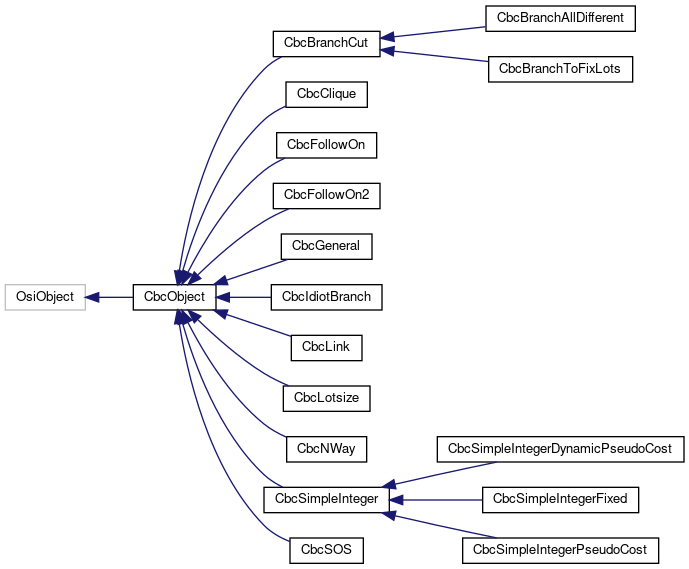 CbcBranchAllDifferent
CbcBranchCut
CbcBranchToFixLots
CbcClique
CbcFollowOn
CbcFollowOn2
CbcGeneral
OsiObject
CbcObject
CbcIdiotBranch
CbcLink
CbcLotsize
CbcNWay
CbcSimpleIntegerDynamicPseudoCost
CbcSimpleInteger
CbcSimpleIntegerFixed
CbcSOS
CbcSimpleIntegerPseudoCost